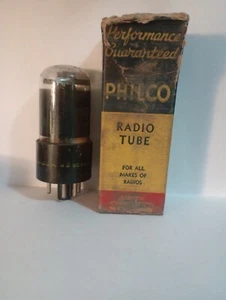 Performance
Guaranteed
PHILCO
RADIO
TUBE
FOR ALL
MAKES OF
RADIOS